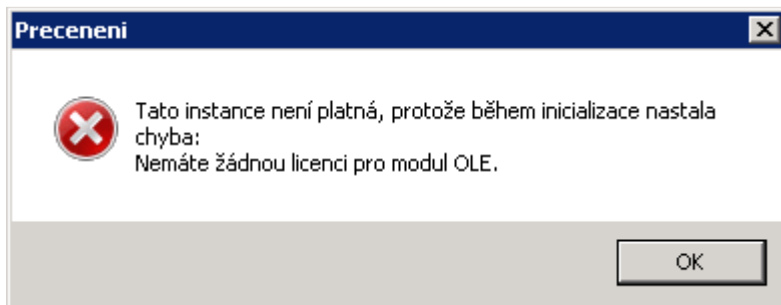 Preceneni
Tato instance není platná, protože během inicializace nastala
chyba:
Nemáte žádnou licenci pro modul OLE.
OK